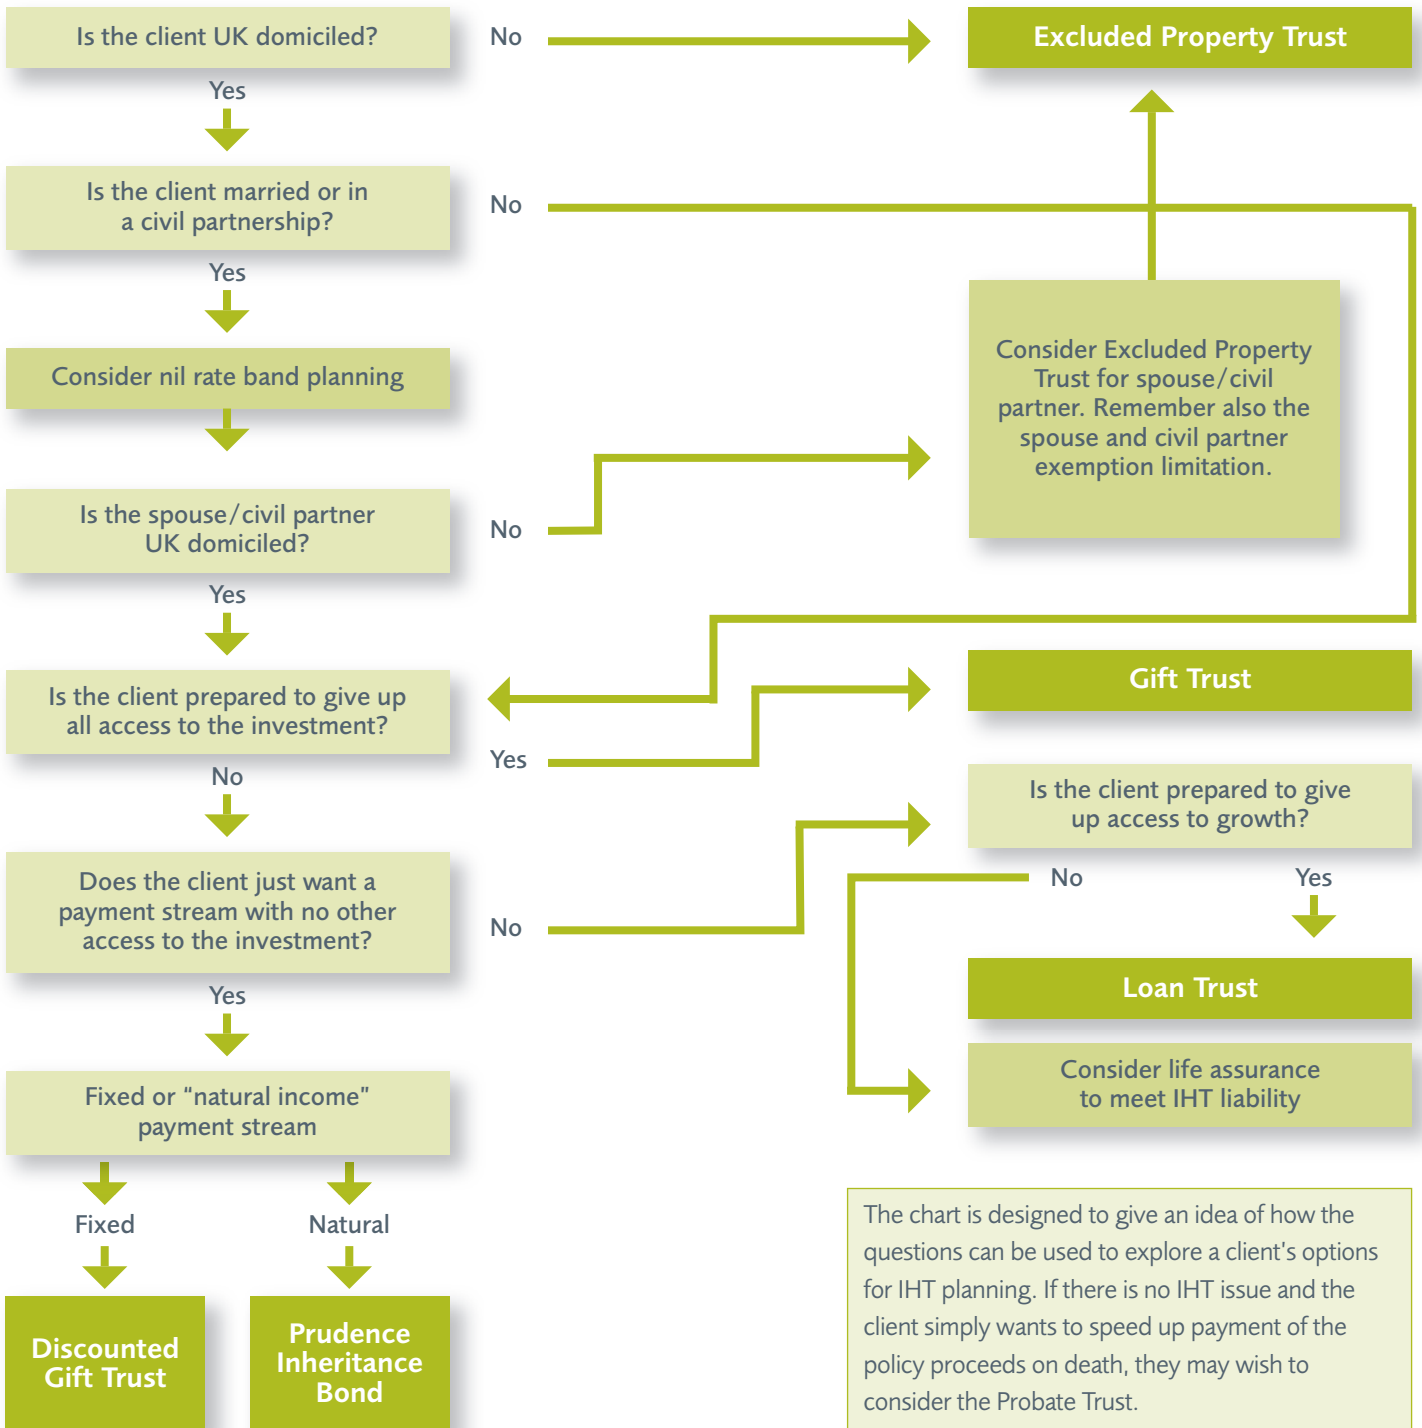 Is the client UK domiciled?
No
Excluded Property Trust
Yes
Is the client married or in
a civil partnership?
No
Yes
Consider nil rate band planning
Consider Excluded Property
Trust for spouse/civil
partner. Remember also the
spouse and civil partner
exemption limitation.
Is the spouse/civil partner
UK domiciled?
No
Yes
Is the client prepared to give up
all access to the investment?
Yes
Gift Trust
No
Is the client prepared to give
up access to growth?
No
Yes
Does the client just want a
payment stream with no other
access to the investment?
No
Yes
Loan Trust
Consider life assurance
to meet IHT liability
Fixed or “natural income”
payment stream
Fixed
Natural
Discounted
Gift Trust
Prudence
Inheritance
Bond
The chart is designed to give an idea of how the
questions can be used to explore a client's options
for IHT planning. If there is no IHT issue and the
client simply wants to speed up payment of the
policy proceeds on death, they may wish to
consider the Probate Trust.